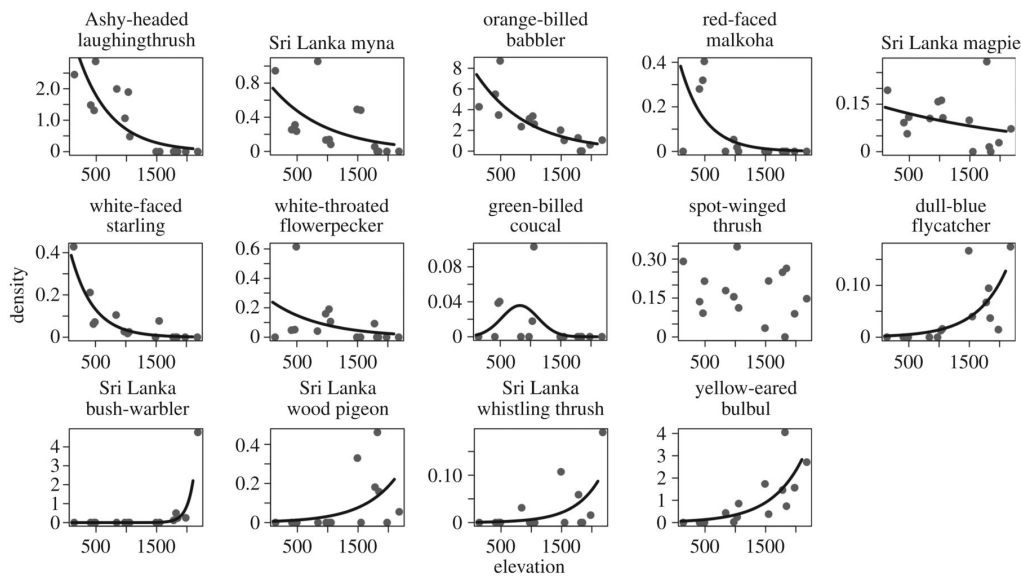 Ashy-headed
laughingthrush
Sri Lanka myna
orange-billed
babbler
red-faced
malkoha
Sri Lanka magpie
2.0
1.0
0
0.8
0.4
0
8
6
4
2
0
0.4
0.2
0
0.15
0
500 1500
500 1500
500 1500
500 1500
500 1500
white-faced
starling
white-throated
flowerpecker
green-billed
coucal
spot-winged
thrush
dull-blue
flycatcher
density
0.4
0.2
0
0.6
0.4
0.2
0
0.08
0.04
0
0.30
0.15
0
0.10
0
500 1500
500 1500
500 1500
500 1500
500 1500
Sri Lanka
bush-warbler
Sri Lanka
wood pigeon
Sri Lanka
whistling thrush
yellow-eared
bulbul
4
2
1
0
0.4
0.2
0
0.10
0
4
3
2
1
0
500 1500
500 1500
500 1500
500 1500
elevation